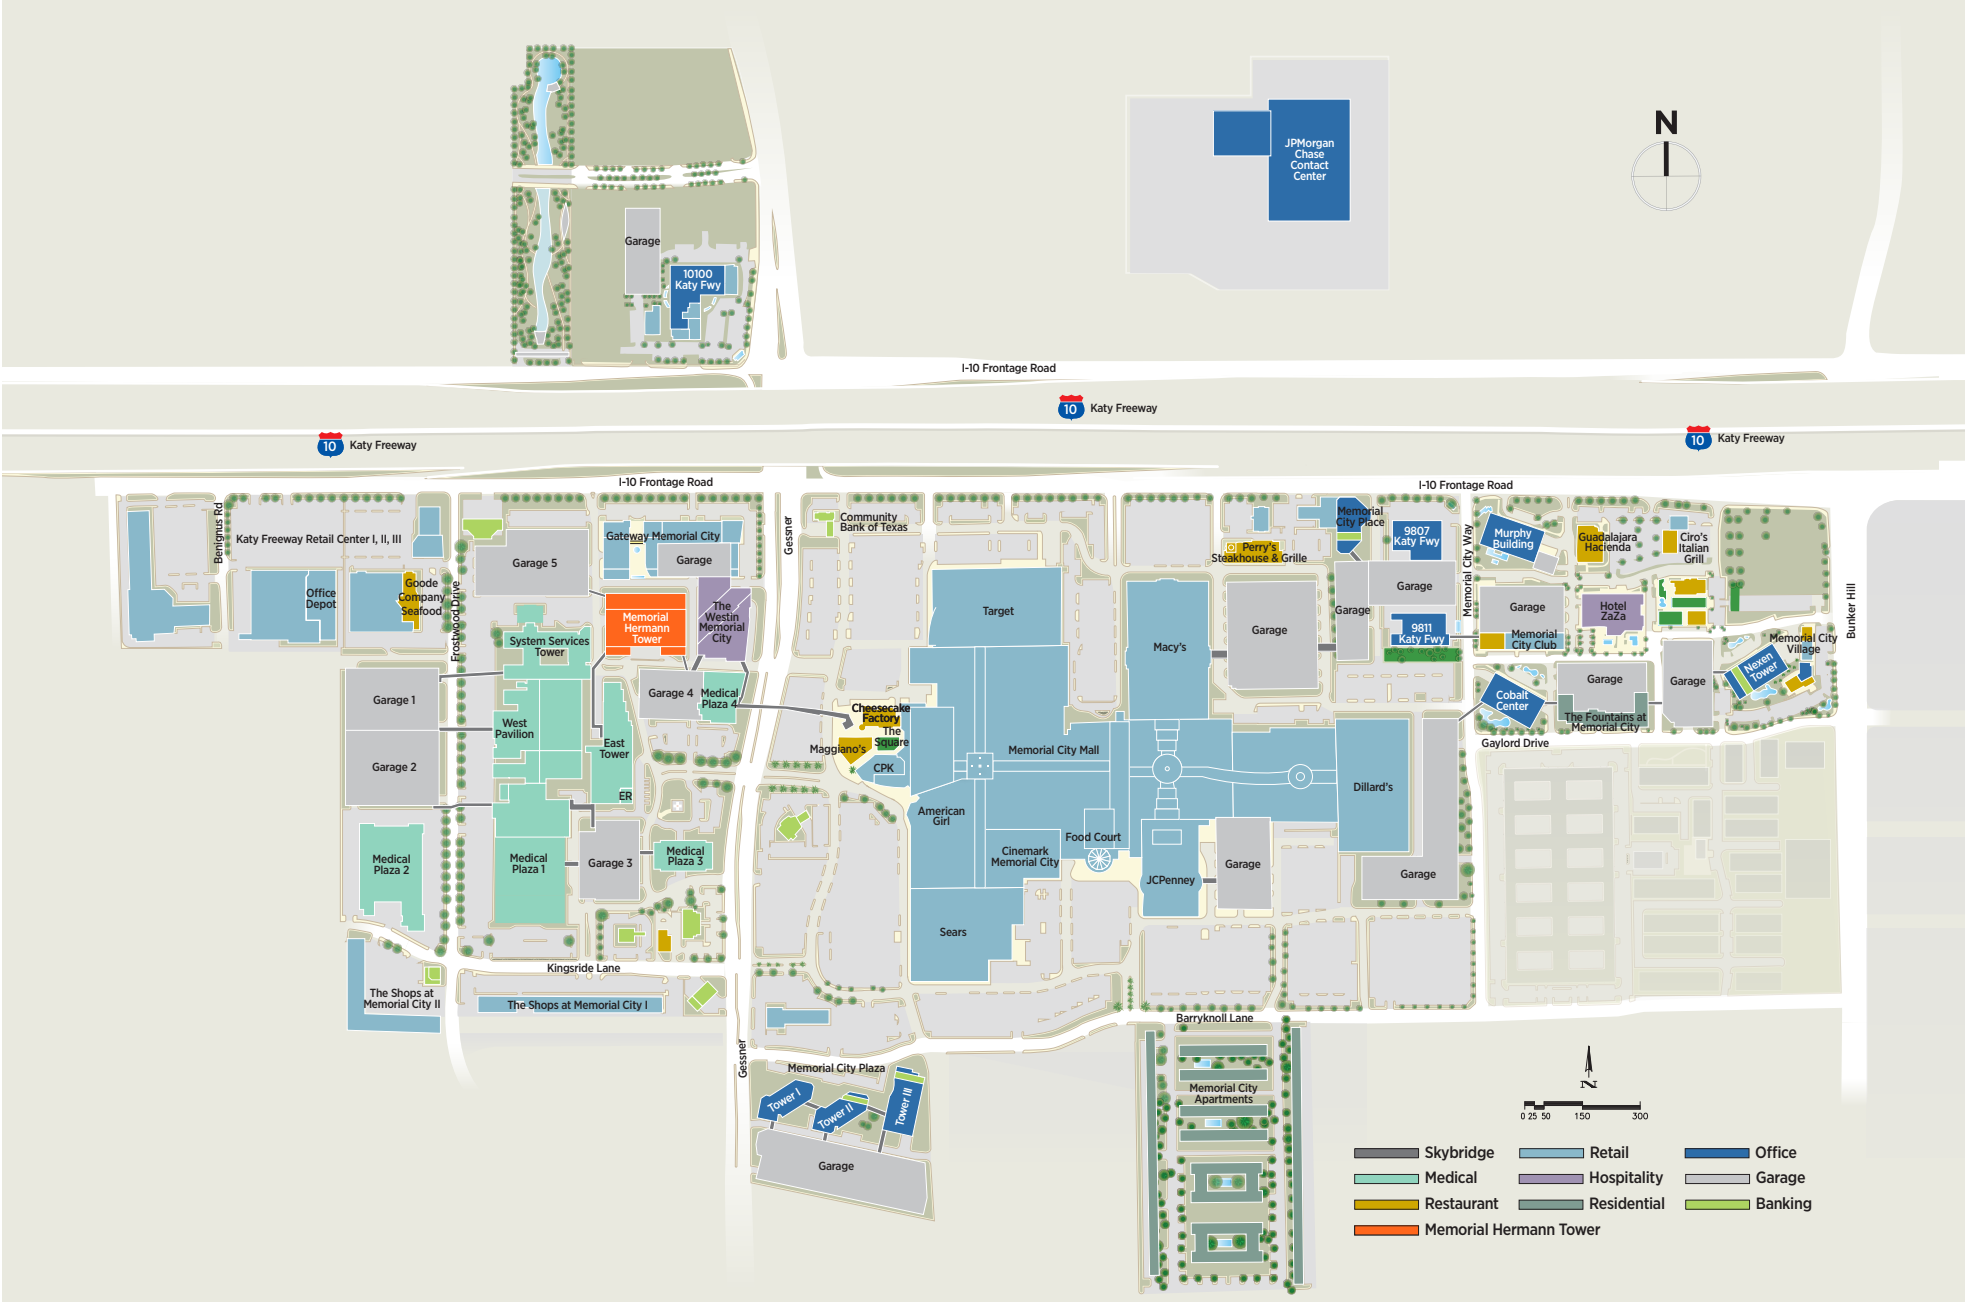 N
JPMorgan
Chase
Contact
Center
Garage
10100
Katy Fwy
I-10 Frontage Road
10 Katy Freeway
10 Katy Freeway
10 Katy Freeway
I-10 Frontage Road
I-10 Frontage Road
Benignus Rd
Katy Freeway Retail Center I, II, III
Office
Depot
Goode
Company
Seafood
Frostwood Drive
Garage 5
Gateway Memorial City
Garage
Memorial
Hermann
Tower
The
Westin
Memorial
City
System Services
Tower
Garage 1
Garage 2
West
Pavilion
East
Tower
ER
Garage 4
Medical
Plaza 4
Medical
Plaza 2
Medical
Plaza 1
Garage 3
Medical
Plaza 3
Kingsride Lane
The Shops at
Memorial City II
The Shops at Memorial City I
Gessner
Gessner
Community
Bank of Texas
Target
Macy's
Cheesecake
Factory
The
Square
Maggiano's
CPK
Memorial City Mall
American
Girl
Cinemark
Memorial City
Food Court
JCPenney
Sears
Dillard's
Garage
Garage
Garage
Perry's
Steakhouse & Grille
Memorial
City Place
9807
Katy Fwy
Garage
Garage
9811
Katy Fwy
Memorial City Way
Murphy
Building
Guadalajara
Hacienda
Ciro's
Italian
Grill
Garage
Hotel
ZaZa
Memorial
City Club
Memorial City
Village
Nexen
Tower
Bunker Hill
Garage
Garage
Cobalt
Center
The Fountains at
Memorial City
Gaylord Drive
Barryknoll Lane
Memorial City Plaza
Tower I
Tower II
Tower III
Garage
Memorial City
Apartments
N
0 25 50 150 300
Skybridge
Retail
Office
Medical
Hospitality
Garage
Restaurant
Residential
Banking
Memorial Hermann Tower